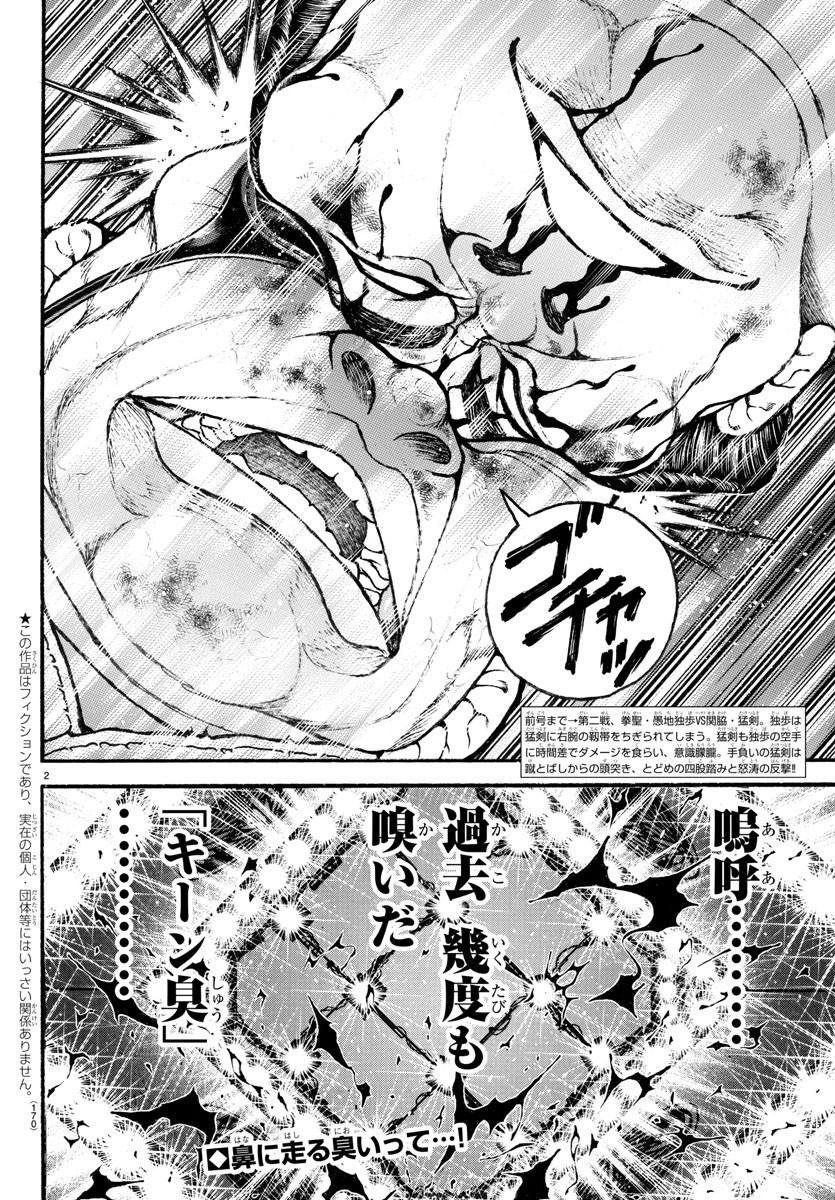 ゴチャッ
前号まで→第二戦、拳聖・愚地独歩VS関脇・猛剣。独歩は
猛剣に右腕の靱帯をちぎられてしまう。猛剣も独歩の空手
に時間差でダメージを食らい、意識朦朧。手負いの猛剣は
蹴とばしからの頭突き、とどめの四股踏みと怒涛の反撃!!
2
嗚呼………
過去 幾度も
嗅いだ
………
「キーン臭」
………
◆鼻に走る臭いって…!
★この作品はフィクションであり、実在の個人・団体等にはいっさい関係ありません。
(170)